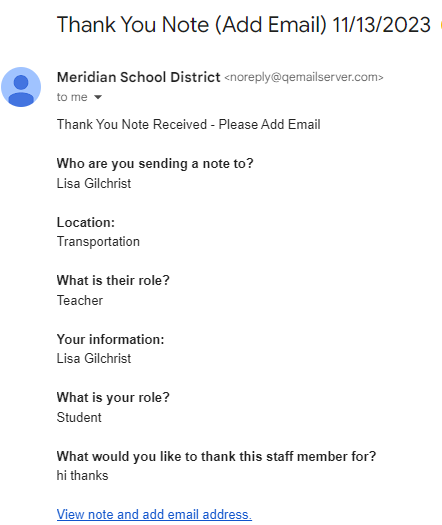 Thank You Note (Add Email) 11/13/2023
Meridian School District <noreply@qemailserver.com>
to me
Thank You Note Received - Please Add Email
Who are you sending a note to?
Lisa Gilchrist
Location:
Transportation
What is their role?
Teacher
Your information:
Lisa Gilchrist
What is your role?
Student
What would you like to thank this staff member for?
hi thanks
View note and add email address.